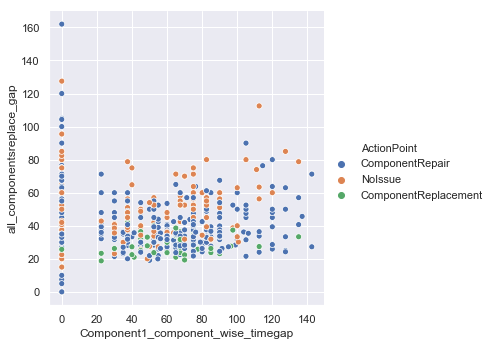 160
140
120
100
80
60
40
20
0
all_componentsreplace_gap
0 20 40 60 80 100 120 140
Component1_component_wise_timegap
ActionPoint
ComponentRepair
NoIssue
ComponentReplacement